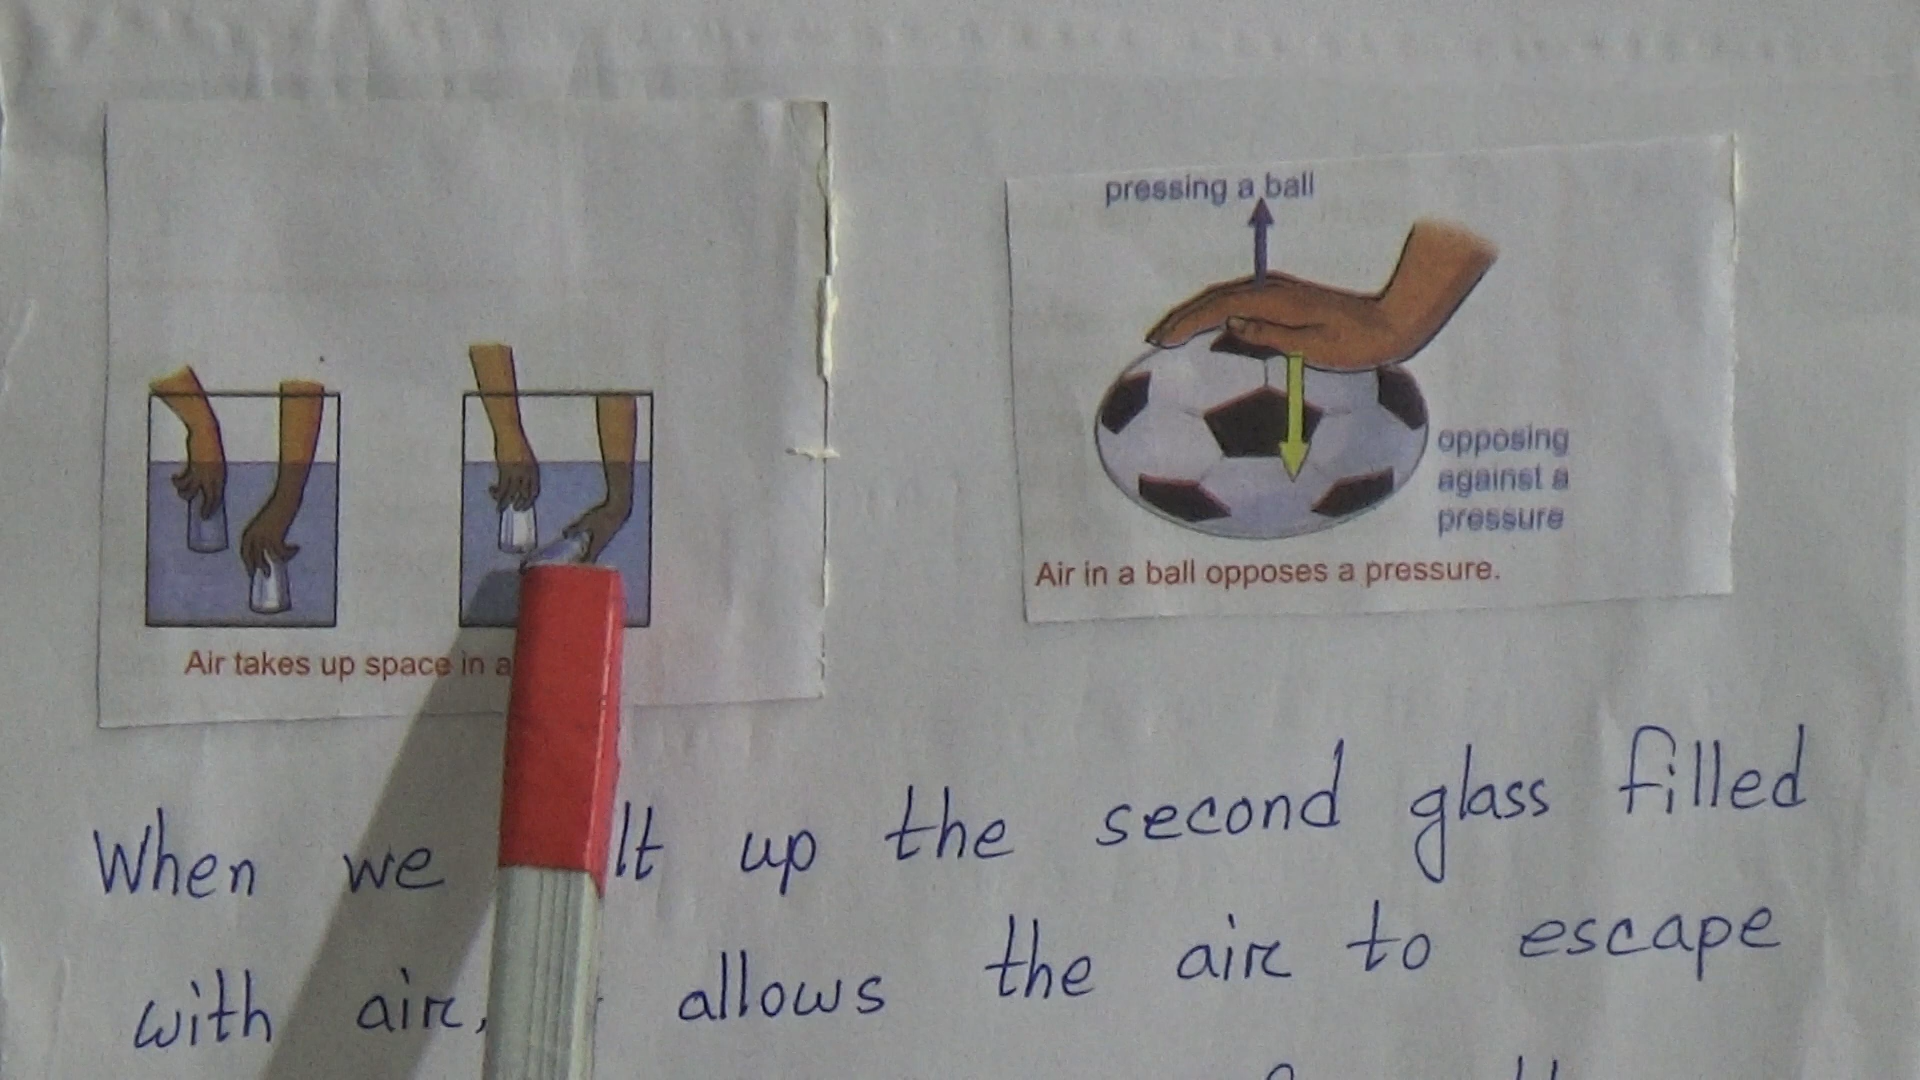 pressing a ball
opposing
against a
pressure
Air in a ball opposes a pressure.
Air takes up space in a
When we up the second glass filled
with air, allows the air to escape